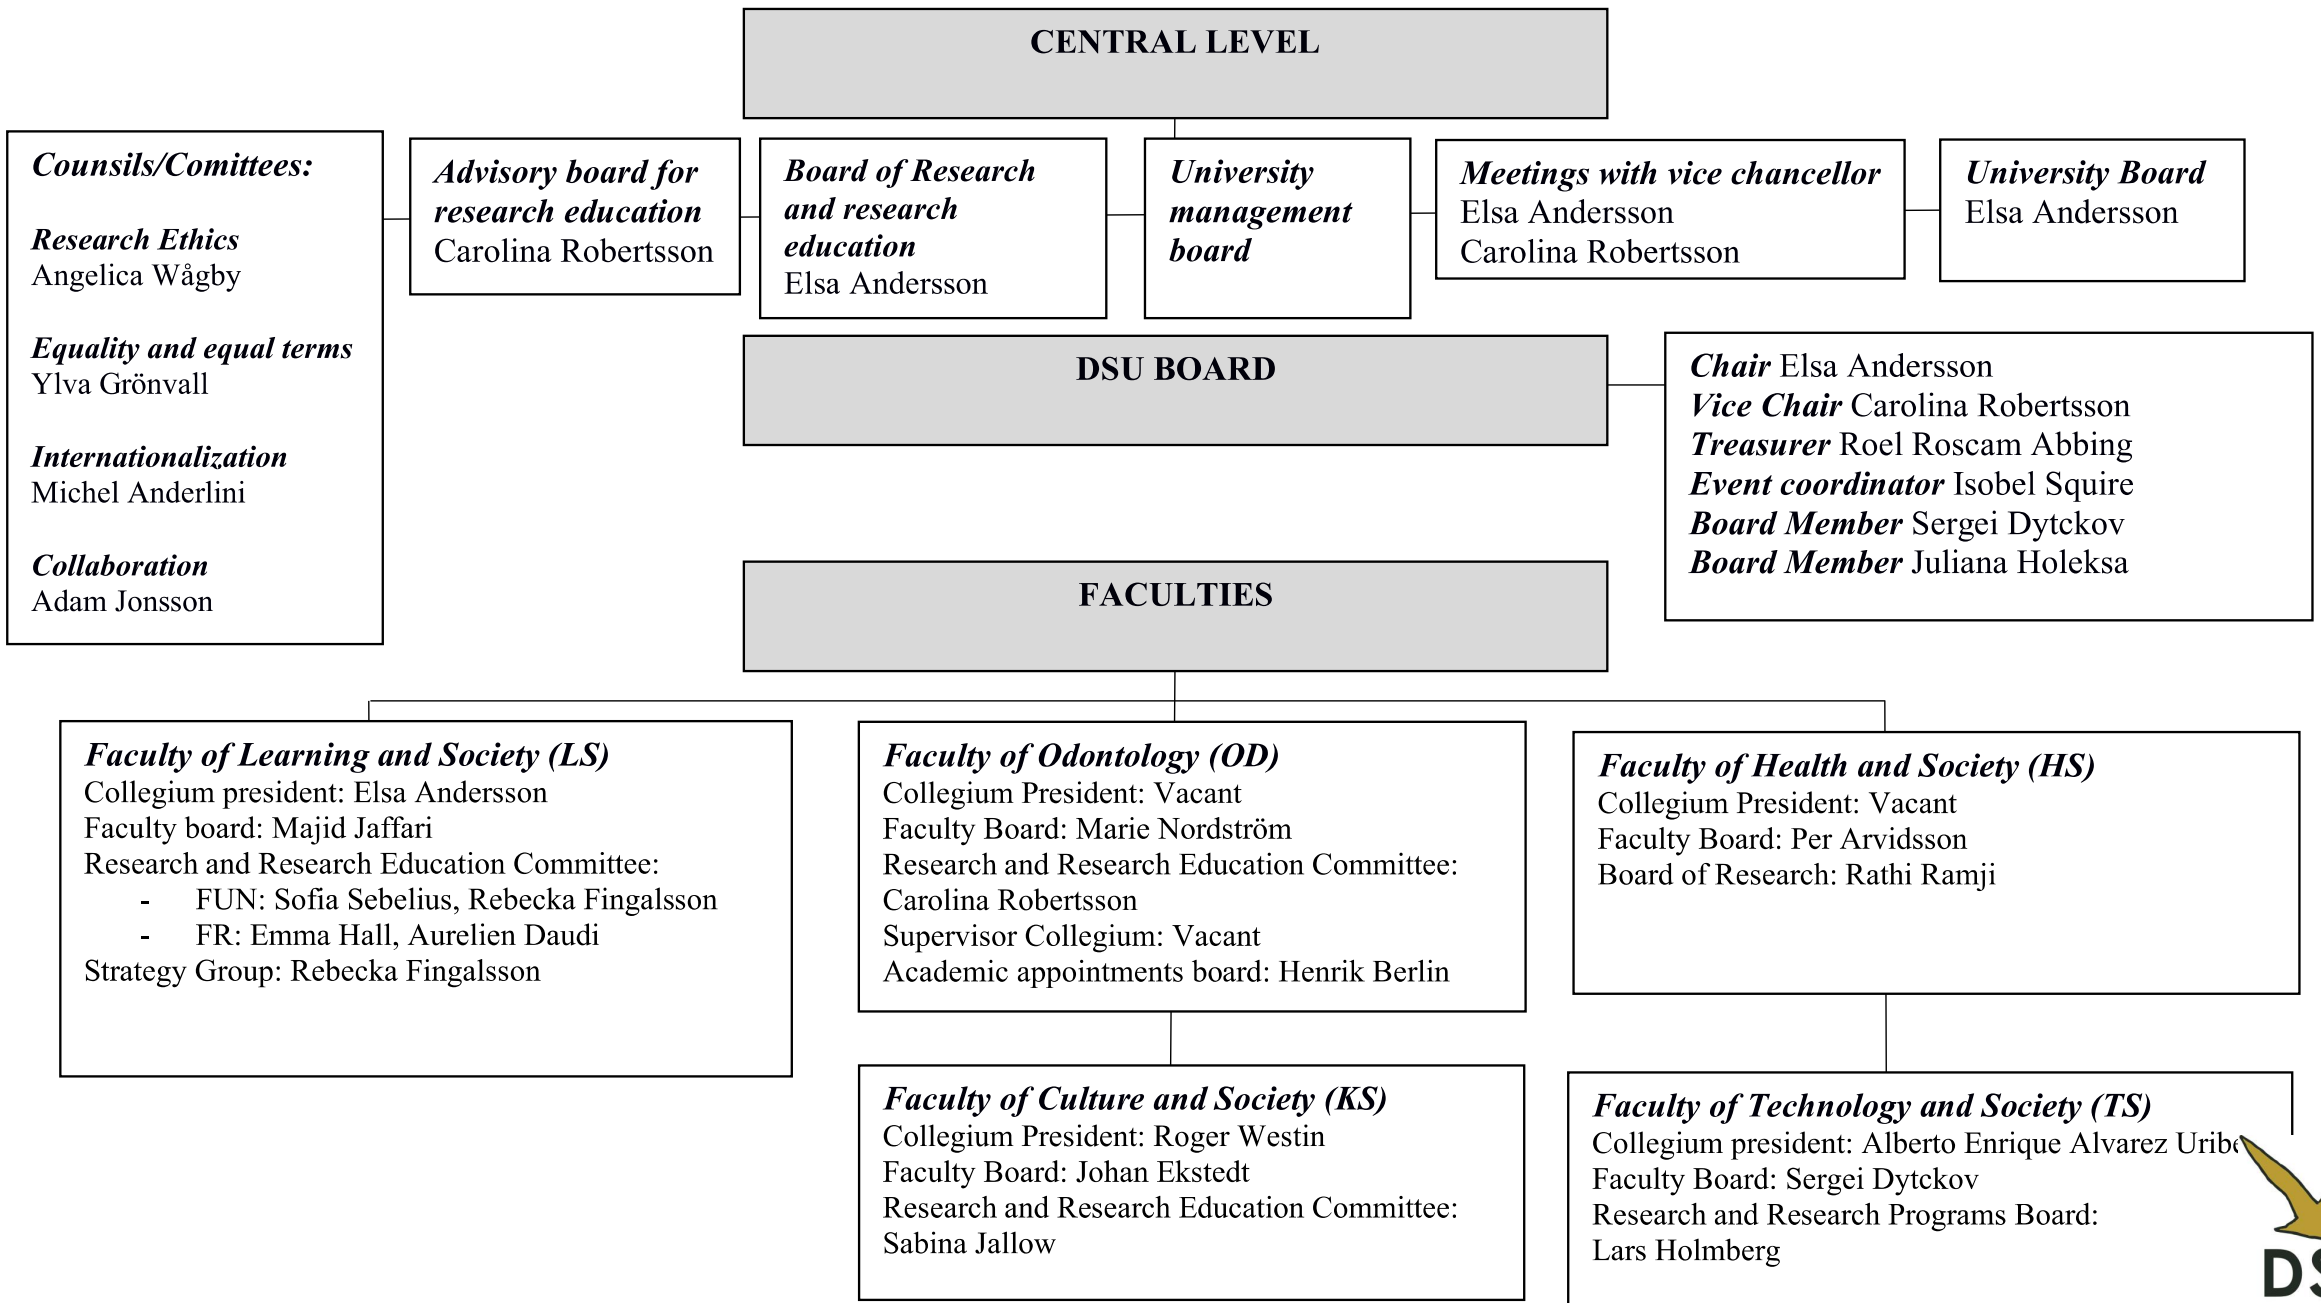 CENTRAL LEVEL
Counsils/Comittees:
Research Ethics
Angelica Wågby
Equality and equal terms
Ylva Grönvall
Internationalization
Michel Anderlini
Collaboration
Adam Jonsson
Advisory board for
research education
Carolina Robertsson
Board of Research
and research
education
Elsa Andersson
University
management
board
Meetings with vice chancellor
Elsa Andersson
Carolina Robertsson
University Board
Elsa Andersson
DSU BOARD
Chair Elsa Andersson
Vice Chair Carolina Robertsson
Treasurer Roel Roscam Abbing
Event coordinator Isobel Squire
Board Member Sergei Dytckov
Board Member Juliana Holeksa
FACULTIES
Faculty of Learning and Society (LS)
Collegium president: Elsa Andersson
Faculty board: Majid Jaffari
Research and Research Education Committee:
- FUN: Sofia Sebelius, Rebecka Fingalsson
- FR: Emma Hall, Aurelien Daudi
Strategy Group: Rebecka Fingalsson
Faculty of Odontology (OD)
Collegium President: Vacant
Faculty Board: Marie Nordström
Research and Research Education Committee:
Carolina Robertsson
Supervisor Collegium: Vacant
Academic appointments board: Henrik Berlin
Faculty of Health and Society (HS)
Collegium President: Vacant
Faculty Board: Per Arvidsson
Board of Research: Rathi Ramji
Faculty of Culture and Society (KS)
Collegium President: Roger Westin
Faculty Board: Johan Ekstedt
Research and Research Education Committee:
Sabina Jallow
Faculty of Technology and Society (TS)
Collegium president: Alberto Enrique Alvarez Uribe
Faculty Board: Sergei Dytckov
Research and Research Programs Board:
Lars Holmberg